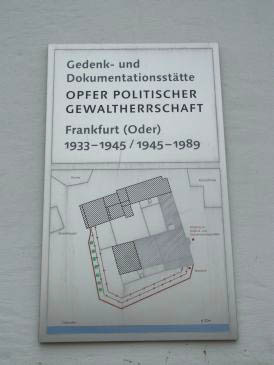 Gedenk- und
Dokumentationsstätte
OPFER POLITISCHER
GEWALTHERRSCHAFT
Frankfurt (Oder)
1933–1945 / 1945–1989